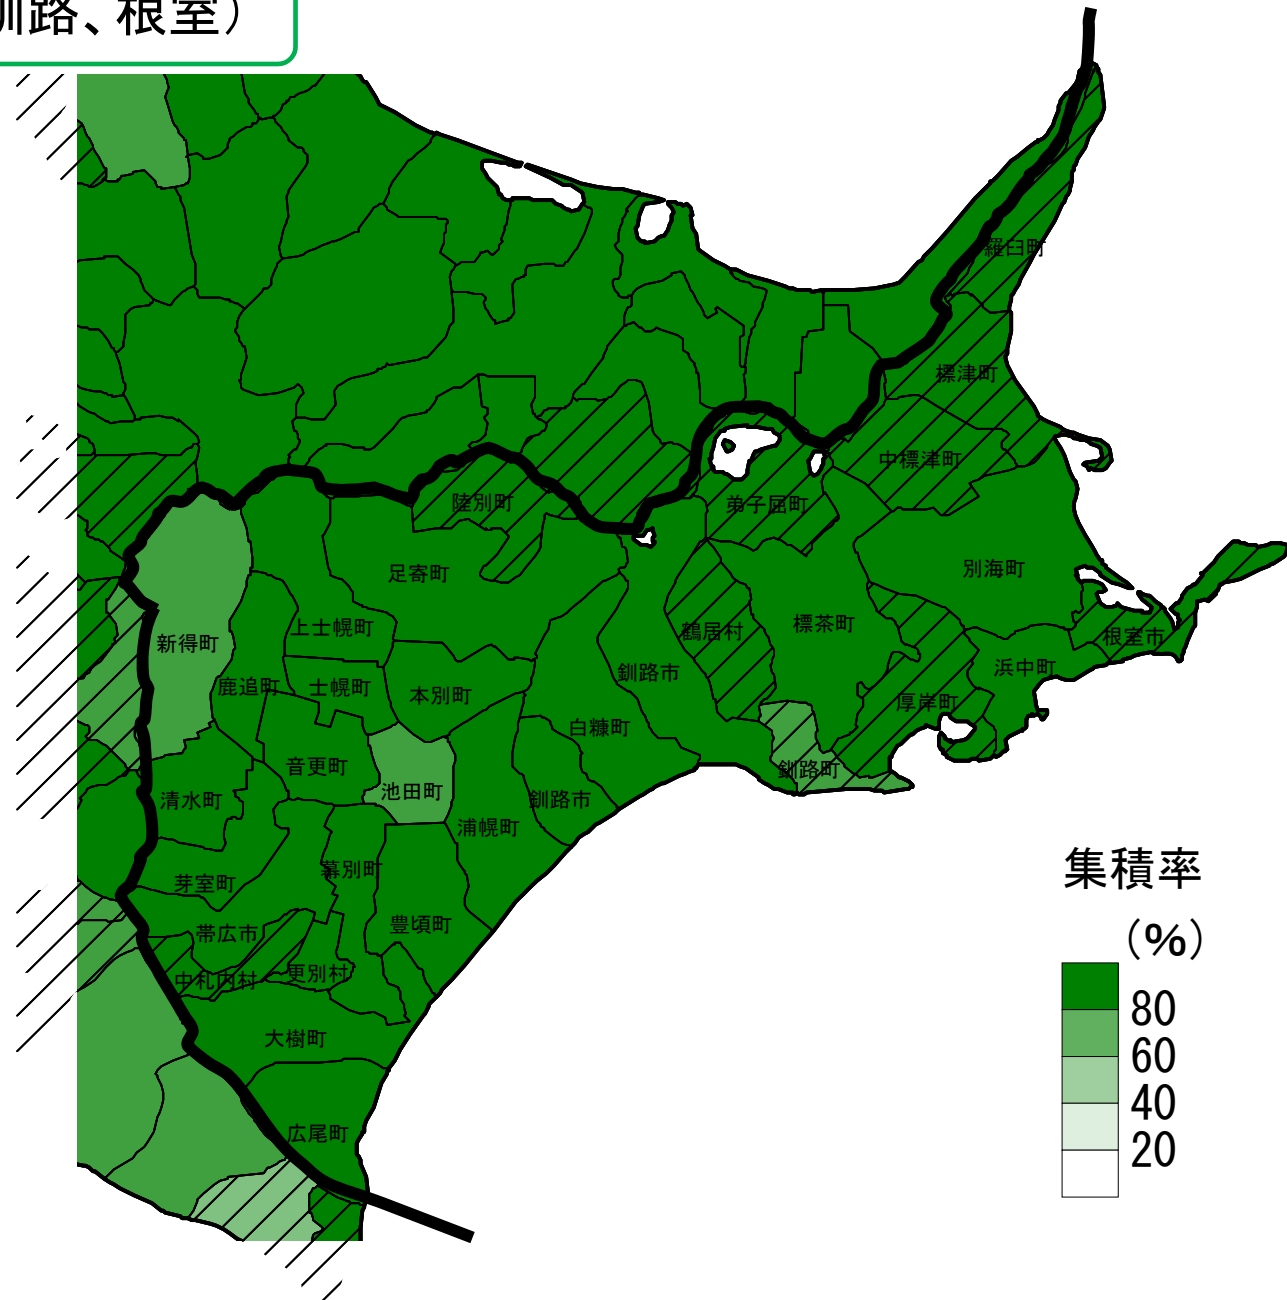 釧路、根室）
羅臼町
標津町
中標津町
陸別町
弟子屈町
足寄町
別海町
上士幌町
標茶町
鶴居村
根室市
新得町
浜中町
釧路市
鹿追町
士幌町
本別町
厚岸町
白糠町
音更町
釧路町
池田町
清水町
釧路市
浦幌町
幕別町
芽室町
豊頃町
帯広市
中札内村
更別村
大樹町
広尾町
集積率
（%）
80
60
40
20